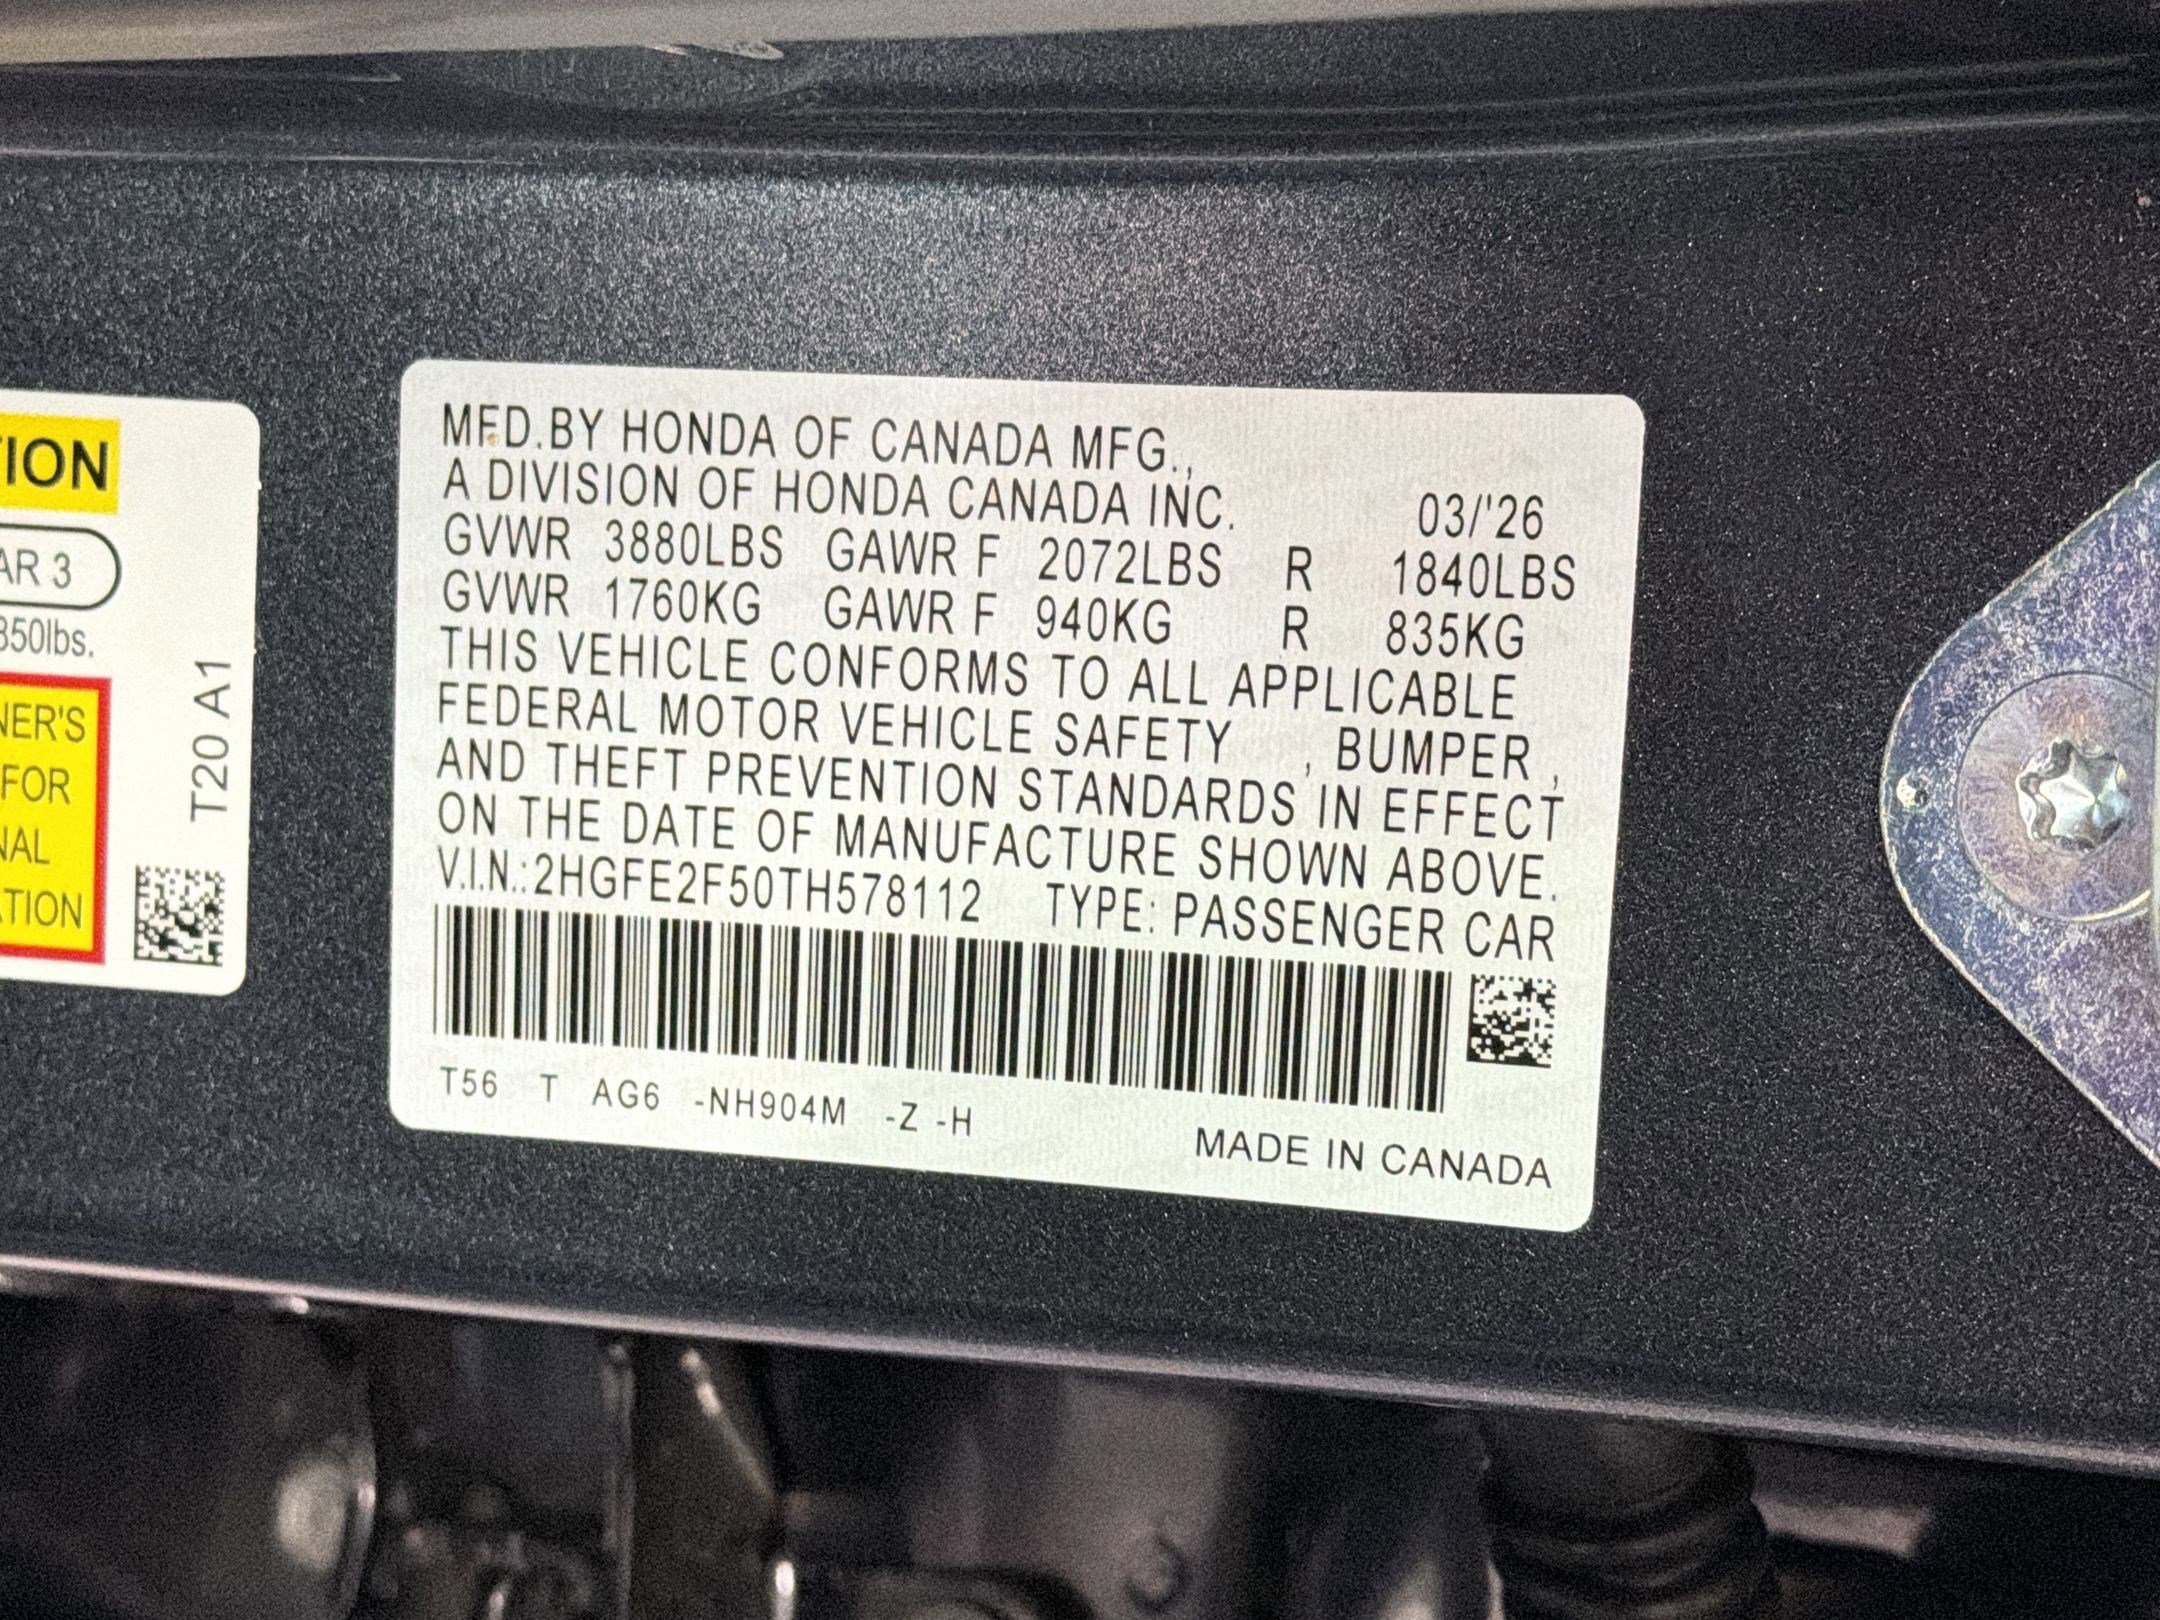 TION
AR 3
850lbs.
NER'S
FOR
NAL
ATION
T20 A1
MFD.BY HONDA OF CANADA MFG.,
A DIVISION OF HONDA CANADA INC. 03/'26
GVWR 3880LBS GAWR F 2072LBS R 1840LBS
GVWR 1760KG GAWR F 940KG R 835KG
THIS VEHICLE CONFORMS TO ALL APPLICABLE
FEDERAL MOTOR VEHICLE SAFETY , BUMPER ,
AND THEFT PREVENTION STANDARDS IN EFFECT
ON THE DATE OF MANUFACTURE SHOWN ABOVE.
V.I.N.:2HGFE2F50TH578112 TYPE: PASSENGER CAR
T56 T AG6 -NH904M -Z -H
MADE IN CANADA